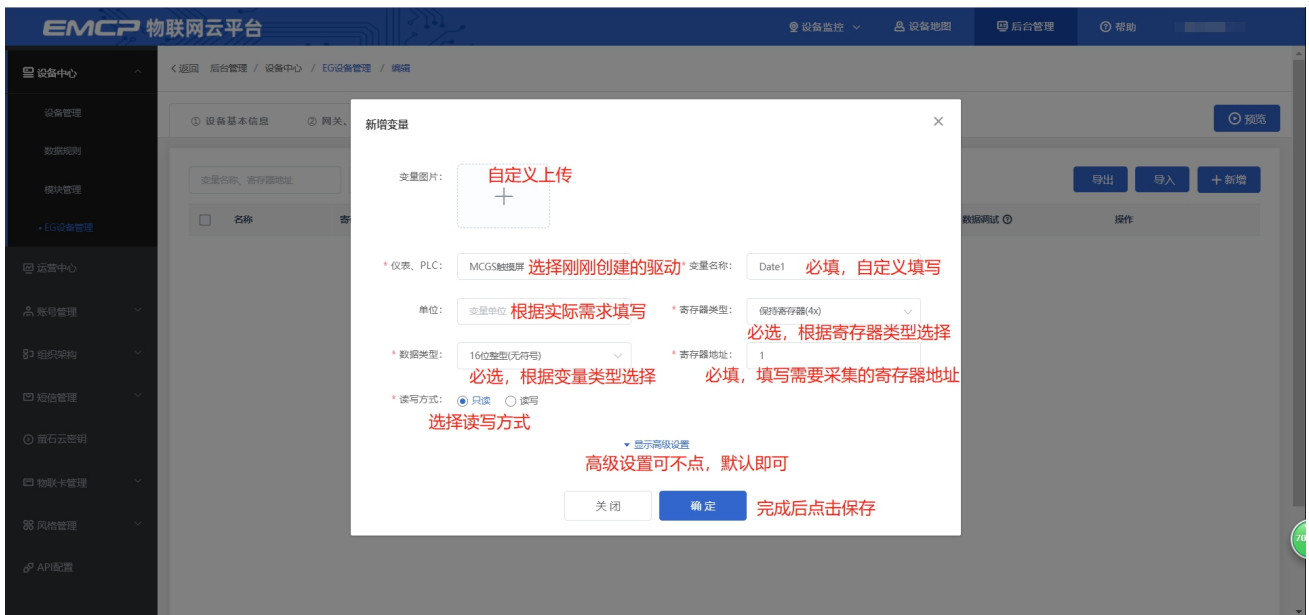 EMCP 物联网云平台
设备监控
设备地图
后台管理
帮助
设备中心
设备管理
数据规则
模块管理
EG设备管理
运营中心
账号管理
组织架构
短信管理
萤石云密钥
物联卡管理
风格管理
API配置
<返回 后台管理 / 设备中心 / EG设备管理 / 编辑
① 设备基本信息 ② 网关、
预览
变量名称、寄存器地址
导出 导入 +新增
名称 寄 数据调试 操作
新增变量
变量图片:
自定义上传
* 仪表、PLC: MCGS触摸屏 选择刚刚创建的驱动
* 变量名称: Date1 必填，自定义填写
单位: 变量单位 根据实际需求填写
* 寄存器类型: 保持寄存器(4x)
必选，根据寄存器类型选择
* 数据类型: 16位整型(无符号)
必选，根据变量类型选择
* 寄存器地址: 1
必填，填写需要采集的寄存器地址
* 读写方式: 只读 读写
选择读写方式
显示高级设置
高级设置可不点，默认即可
关闭 确定 完成后点击保存
70